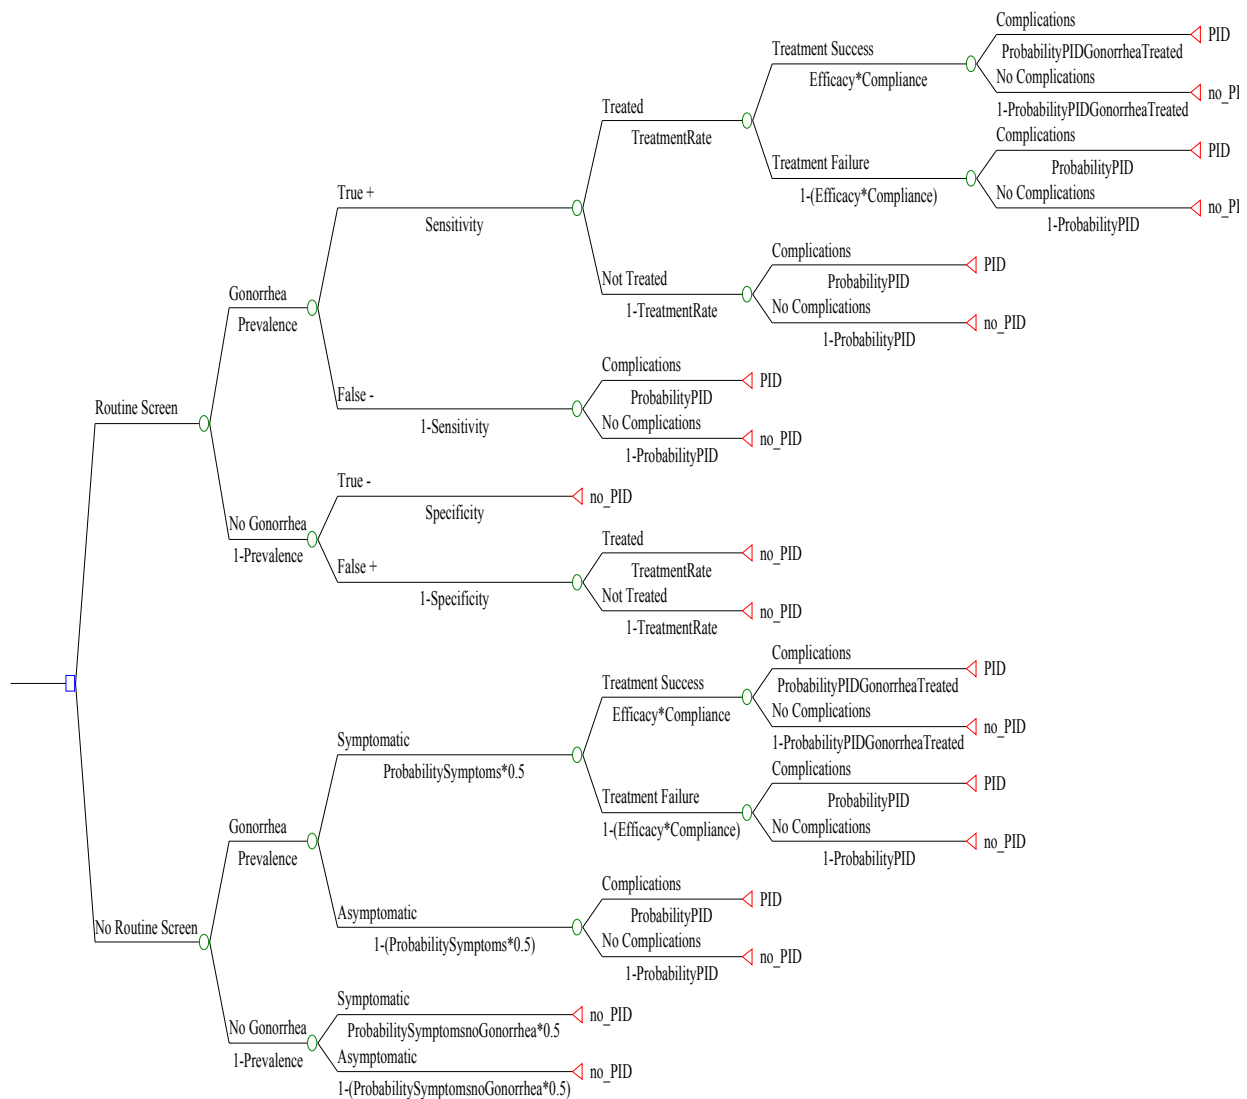 Complications
PID
ProbabilityPIDGonorrheaTreated
Treatment Success
Efficacy*Compliance
No Complications
no_PI
1-ProbabilityPIDGonorrheaTreated
Treated
TreatmentRate
Complications
PID
ProbabilityPID
Treatment Failure
1-(Efficacy*Compliance)
No Complications
no_PI
1-ProbabilityPID
True +
Sensitivity
Complications
PID
ProbabilityPID
Not Treated
1-TreatmentRate
No Complications
no_PID
1-ProbabilityPID
Gonorrhea
Prevalence
Complications
PID
ProbabilityPID
False -
1-Sensitivity
No Complications
no_PID
1-ProbabilityPID
Routine Screen
True -
no_PID
Specificity
No Gonorrhea
1-Prevalence
Treated
no_PID
TreatmentRate
False +
1-Specificity
Not Treated
no_PID
1-TreatmentRate
Complications
PID
ProbabilityPIDGonorrheaTreated
Treatment Success
Efficacy*Compliance
No Complications
no_PID
1-ProbabilityPIDGonorrheaTreated
Symptomatic
ProbabilitySymptoms*0.5
Complications
PID
ProbabilityPID
Treatment Failure
1-(Efficacy*Compliance)
No Complications
no_PID
1-ProbabilityPID
Gonorrhea
Prevalence
Complications
PID
ProbabilityPID
Asymptomatic
1-(ProbabilitySymptoms*0.5)
No Complications
no_PID
1-ProbabilityPID
No Routine Screen
Symptomatic
no_PID
ProbabilitySymptomsnoGonorrhea*0.5
No Gonorrhea
1-Prevalence
Asymptomatic
no_PID
1-(ProbabilitySymptomsnoGonorrhea*0.5)